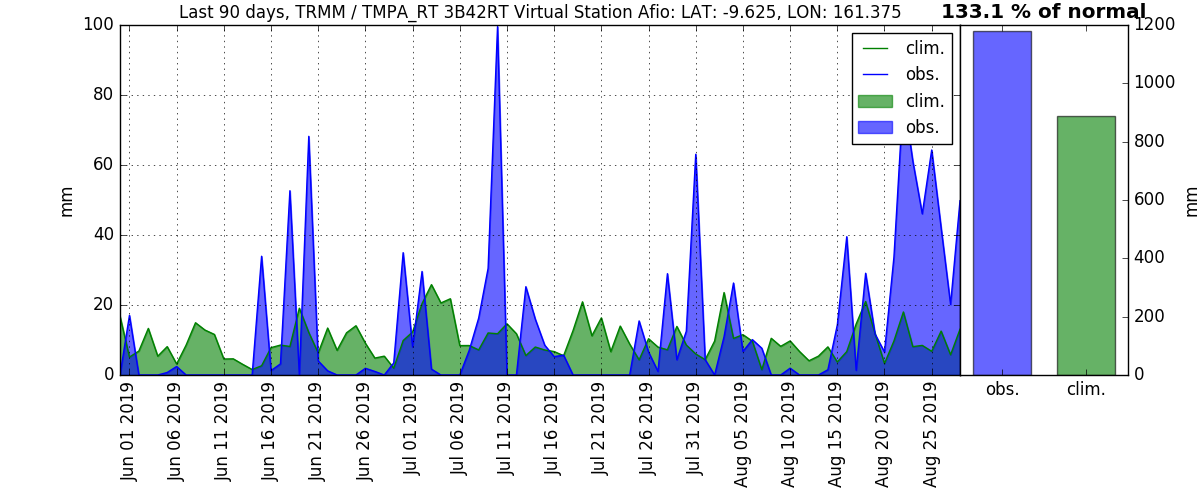 Last 90 days, TRMM / TMPA_RT 3B42RT Virtual Station Afio: LAT: -9.625, LON: 161.375
133.1 % of normal
100
80
60
40
20
0
mm
clim.
obs.
clim.
obs.
Jun 01 2019
Jun 06 2019
Jun 11 2019
Jun 16 2019
Jun 21 2019
Jun 26 2019
Jul 01 2019
Jul 06 2019
Jul 11 2019
Jul 16 2019
Jul 21 2019
Jul 26 2019
Jul 31 2019
Aug 05 2019
Aug 10 2019
Aug 15 2019
Aug 20 2019
Aug 25 2019
1200
1000
800
600
400
200
0
mm
obs.
clim.